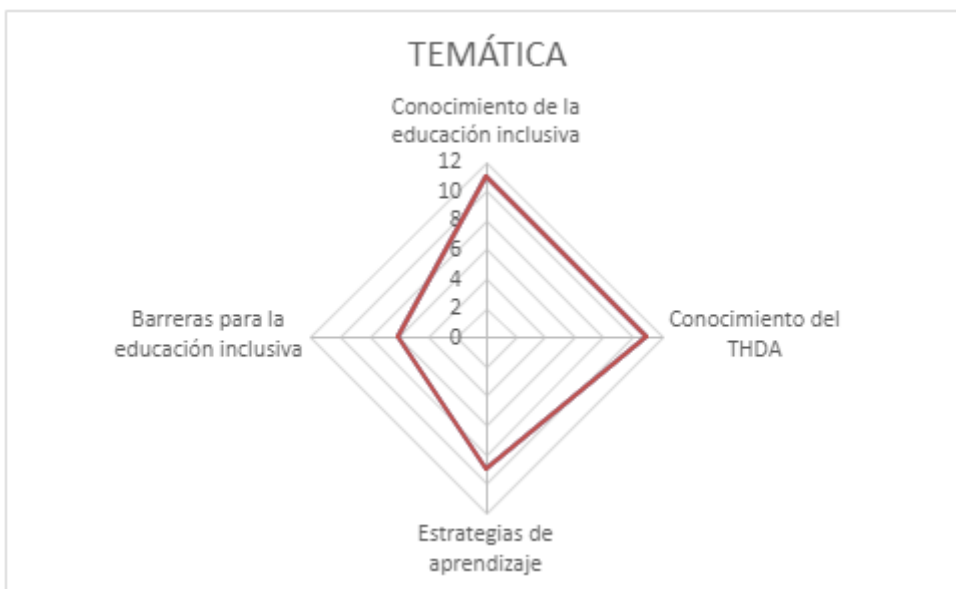 TEMÁTICA
Conocimiento de la
educación inclusiva
12
10
8
6
4
2
0
Barreras para la
educación inclusiva
Conocimiento del
THDA
Estrategias de
aprendizaje